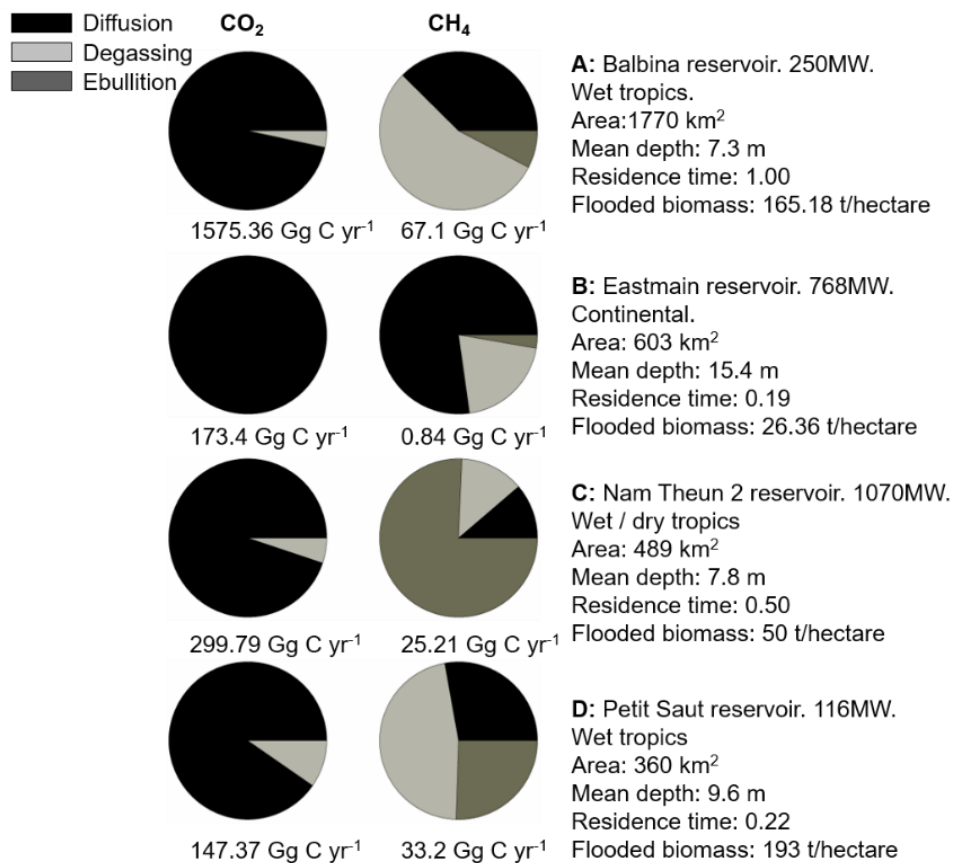 Diffusion
Degassing
Ebullition
CO₂
CH₄
A: Balbina reservoir. 250MW.
Wet tropics.
Area:1770 km²
Mean depth: 7.3 m
Residence time: 1.00
Flooded biomass: 165.18 t/hectare
1575.36 Gg C yr⁻¹
67.1 Gg C yr⁻¹
B: Eastmain reservoir. 768MW.
Continental.
Area: 603 km²
Mean depth: 15.4 m
Residence time: 0.19
Flooded biomass: 26.36 t/hectare
173.4 Gg C yr⁻¹
0.84 Gg C yr⁻¹
C: Nam Theun 2 reservoir. 1070MW.
Wet / dry tropics
Area: 489 km²
Mean depth: 7.8 m
Residence time: 0.50
Flooded biomass: 50 t/hectare
299.79 Gg C yr⁻¹
25.21 Gg C yr⁻¹
D: Petit Saut reservoir. 116MW.
Wet tropics
Area: 360 km²
Mean depth: 9.6 m
Residence time: 0.22
Flooded biomass: 193 t/hectare
147.37 Gg C yr⁻¹
33.2 Gg C yr⁻¹